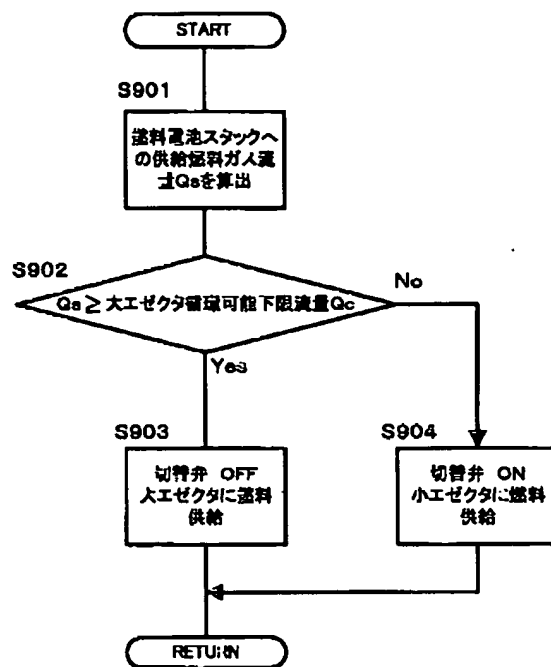 START
S901
燃料電池スタックへ
の供給燃料ガス流
量Qsを算出
S902
Qs ≥ 大エゼクタ循環可能下限流量Qc
No
Yes
S903
切替弁 OFF
大エゼクタに燃料
供給
S904
切替弁 ON
小エゼクタに燃料
供給
RETURN